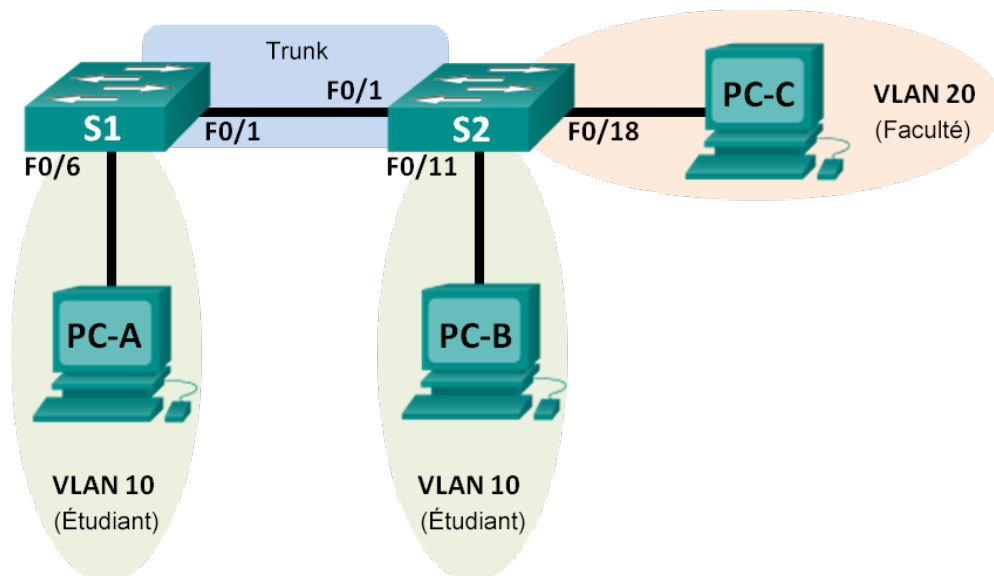 Trunk
F0/1
S1
F0/1
S2
F0/6
F0/11
F0/18
PC-C
VLAN 20
(Faculté)
PC-A
PC-B
VLAN 10
(Étudiant)
VLAN 10
(Étudiant)